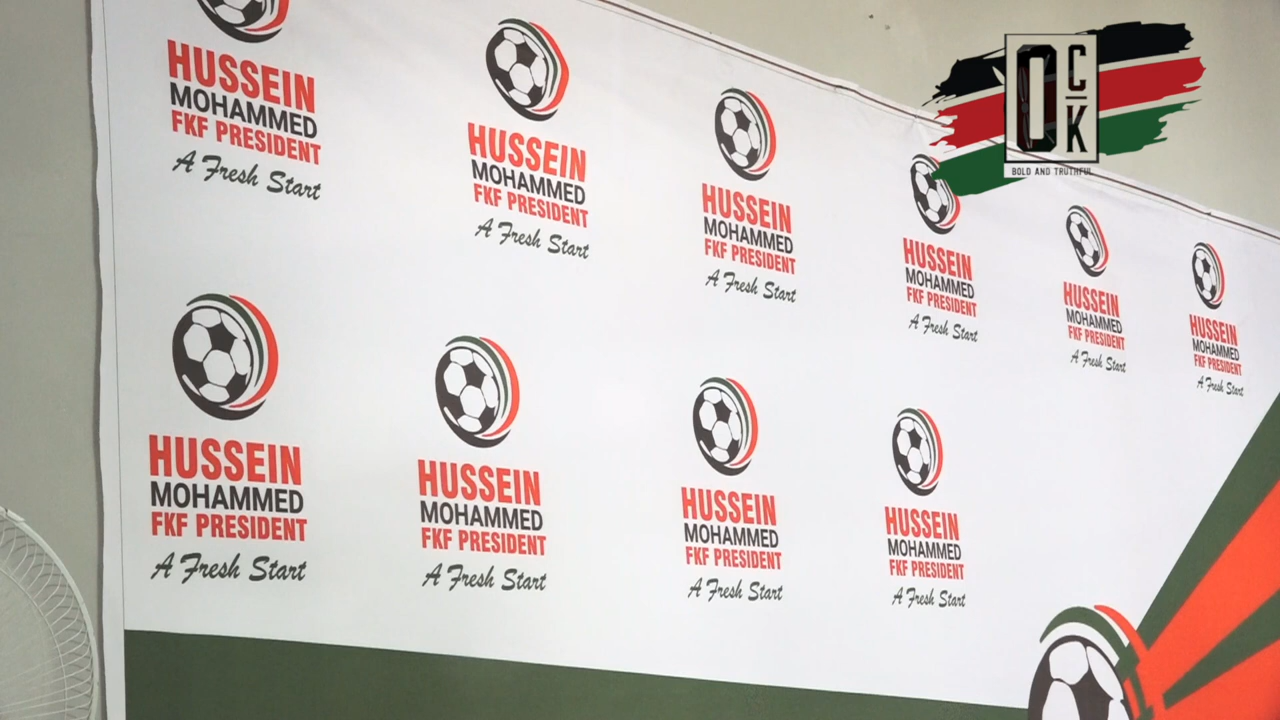 HUSSEIN
MOHAMMED
FKF PRESIDENT
A Fresh Start
HUSSEIN
MOHAMMED
FKF PRESIDENT
A Fresh Start
HUSSEIN
MOHAMMED
FKF PRESIDENT
A Fresh Start
HUSSEIN
MOHAMMED
FKF PRESIDENT
A Fresh Start
HUSSEIN
MOHAMMED
FKF PRESIDENT
A Fresh Start
HUSSEIN
MOHAMMED
FKF PRESIDENT
A Fresh Start
OCK
BOLD AND TRUTHFUL
HUSSEIN
MOHAMMED
FKF PRESIDENT
A Fresh Start
HUSSEIN
MOHAMMED
FKF PRESIDENT
A Fresh Start
HUSSEIN
MOHAMMED
FKF PRESIDENT
A Fresh Start
HUSSEIN
MOHAMMED
FKF PRESIDENT
A Fresh Start